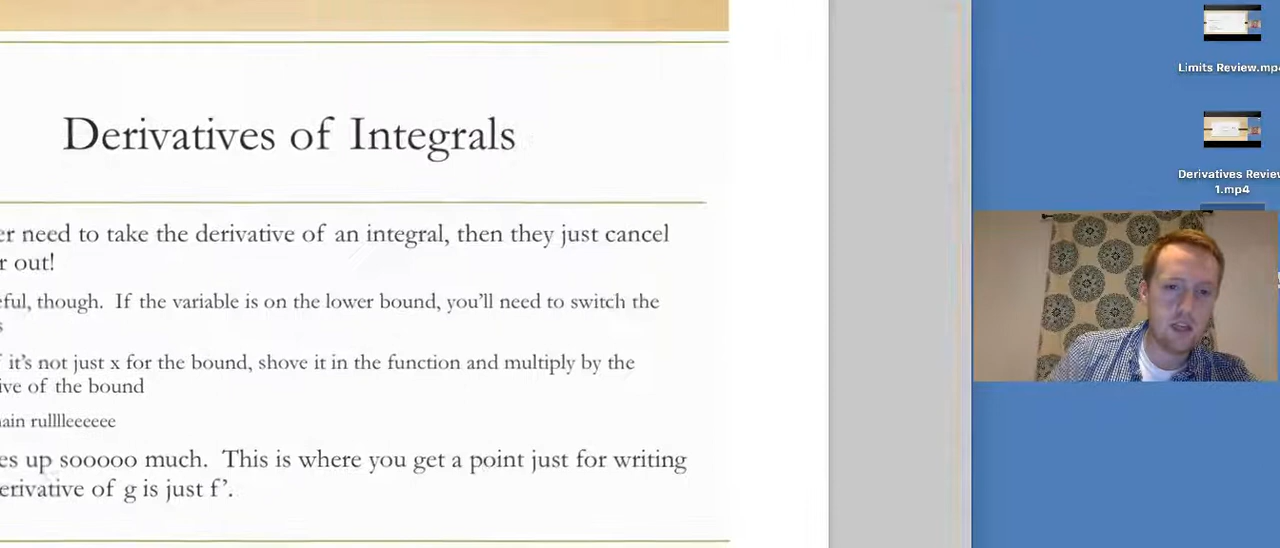 Derivatives of Integrals
er need to take the derivative of an integral, then they just cancel
r out!
eful, though. If the variable is on the lower bound, you'll need to switch the
s
f it's not just x for the bound, shove it in the function and multiply by the
ive of the bound
ain rulllleeeeee
es up sooooo much. This is where you get a point just for writing
erivative of g is just f'.
Limits Review.mp4
Derivatives Review
1.mp4